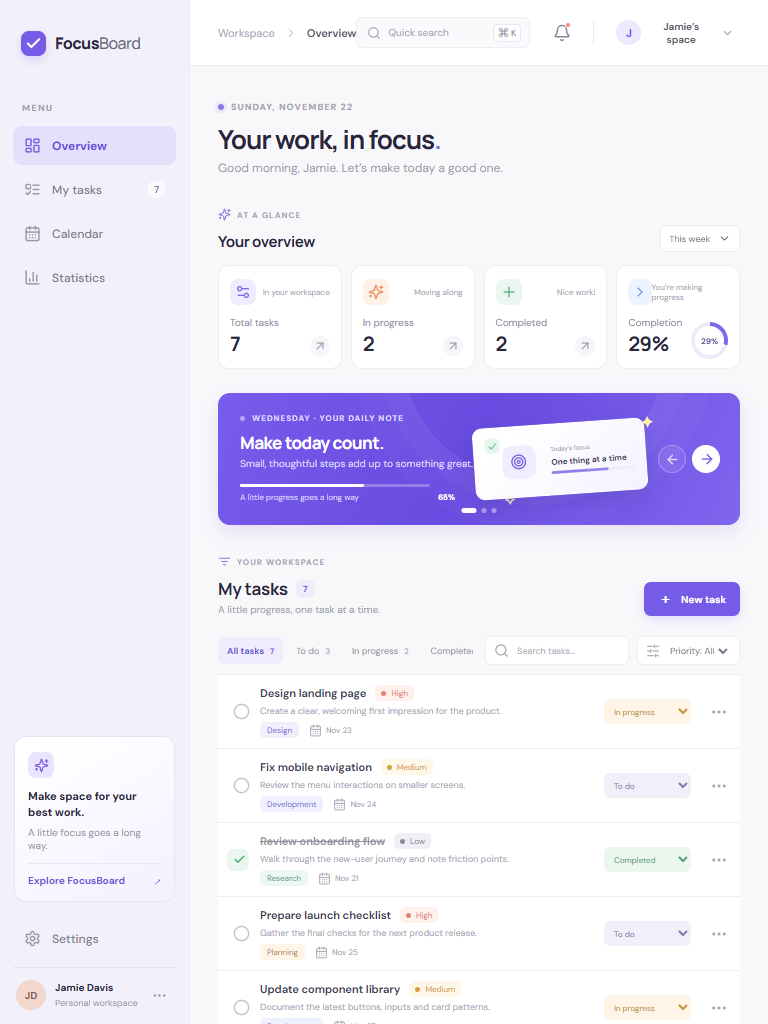 FocusBoard
MENU
Overview
My tasks 7
Calendar
Statistics
Make space for your
best work.
A little focus goes a long
way.
Explore FocusBoard ↗
Settings
JD
Jamie Davis
Personal workspace
Workspace > Overview
Quick search ⌘ K
J
Jamie’s
space
SUNDAY, NOVEMBER 22
Your work, in focus.
Good morning, Jamie. Let’s make today a good one.
AT A GLANCE
Your overview
This week
In your workspace
Total tasks
7
Moving along
In progress
2
Nice work!
Completed
2
You’re making
progress
Completion
29%
29%
WEDNESDAY · YOUR DAILY NOTE
Make today count.
Small, thoughtful steps add up to something great.
A little progress goes a long way 65%
Today’s focus
One thing at a time
YOUR WORKSPACE
My tasks 7
A little progress, one task at a time.
+ New task
All tasks 7 To do 3 In progress 2 Complete
Search tasks...
Priority: All
Design landing page High
Create a clear, welcoming first impression for the product.
Design Nov 23
In progress
Fix mobile navigation Medium
Review the menu interactions on smaller screens.
Development Nov 24
To do
Review onboarding flow Low
Walk through the new-user journey and note friction points.
Research Nov 21
Completed
Prepare launch checklist High
Gather the final checks for the next product release.
Planning Nov 25
To do
Update component library Medium
Document the latest buttons, inputs and card patterns.
In progress